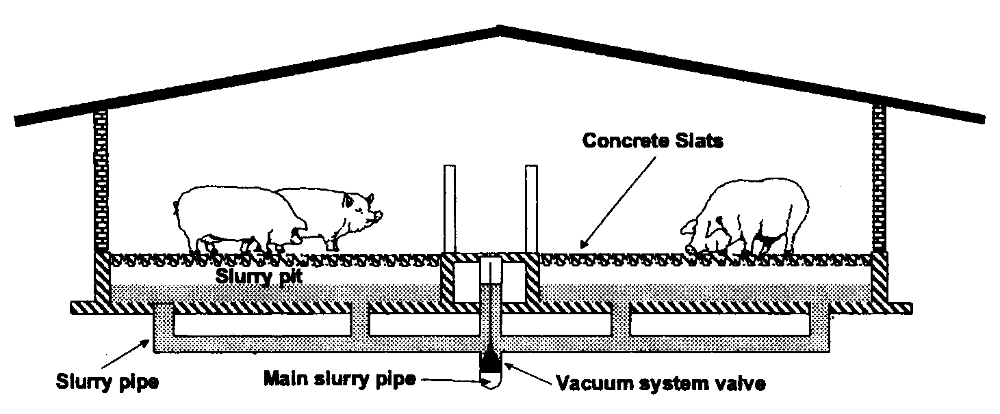 Concrete Slats
Slurry pit
Slurry pipe
Main slurry pipe
Vacuum system valve